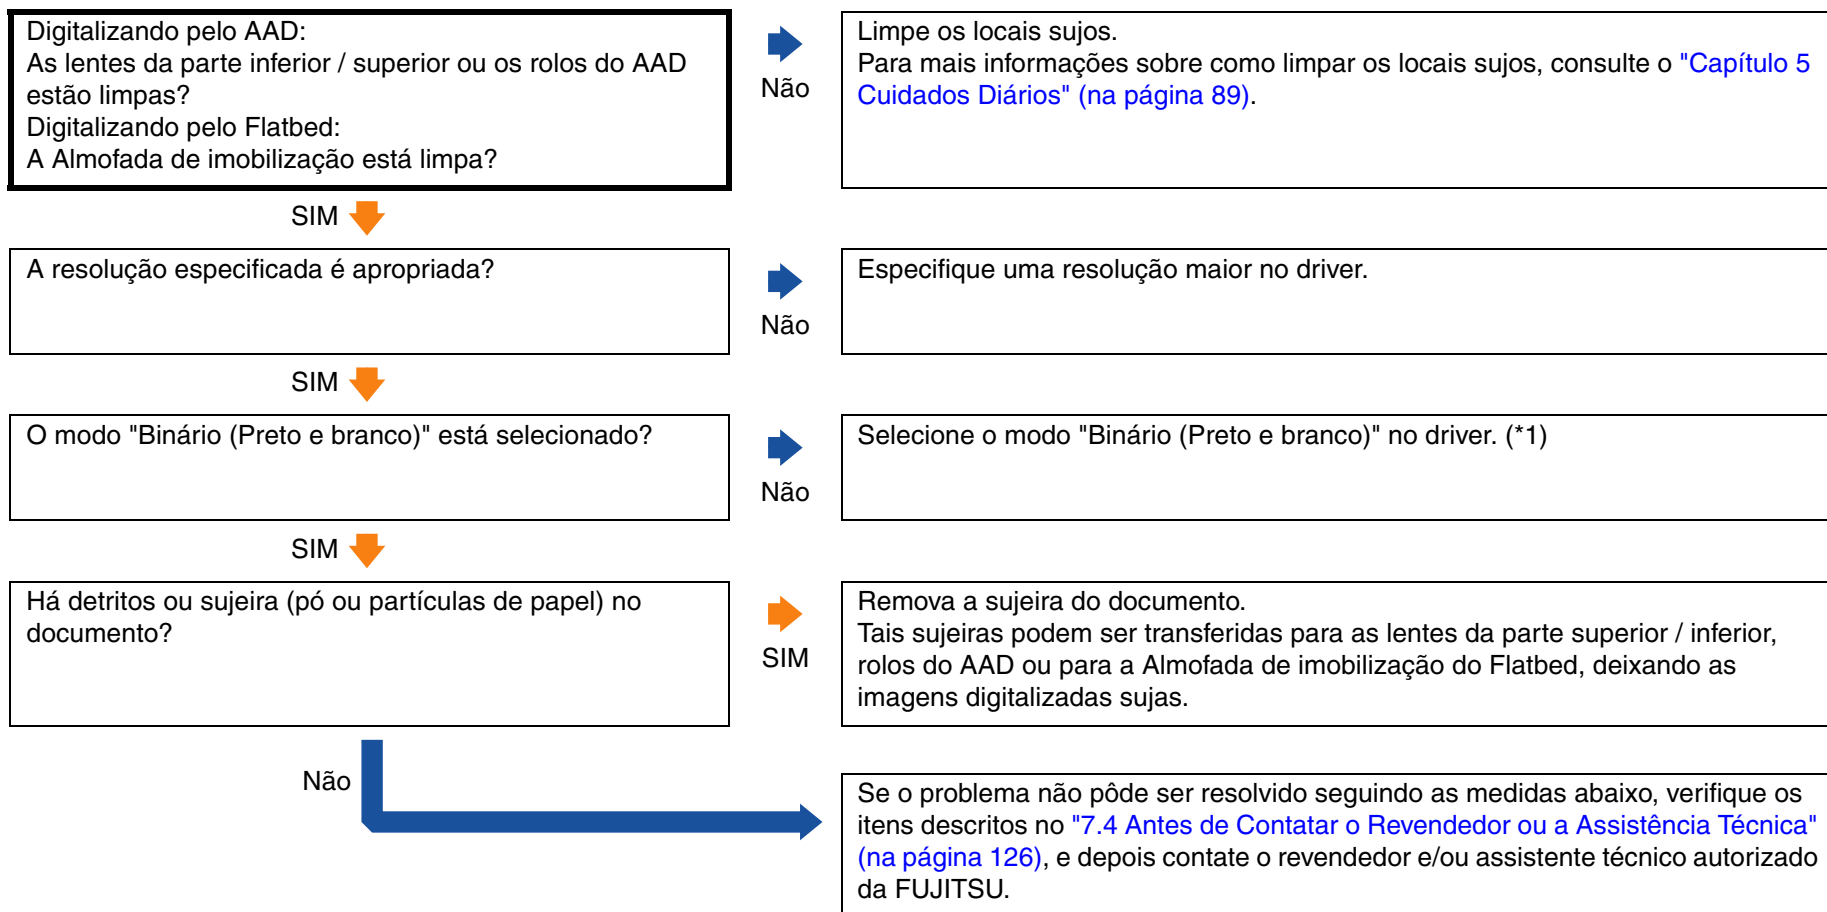 Digitalizando pelo AAD:
As lentes da parte inferior / superior ou os rolos do AAD
estão limpas?
Digitalizando pelo Flatbed:
A Almofada de imobilização está limpa?
Não
Limpe os locais sujos.
Para mais informações sobre como limpar os locais sujos, consulte o "Capítulo 5
Cuidados Diários" (na página 89).
SIM
A resolução especificada é apropriada?
Não
Especifique uma resolução maior no driver.
SIM
O modo "Binário (Preto e branco)" está selecionado?
Não
Selecione o modo "Binário (Preto e branco)" no driver. (*1)
SIM
Há detritos ou sujeira (pó ou partículas de papel) no
documento?
SIM
Remova a sujeira do documento.
Tais sujeiras podem ser transferidas para as lentes da parte superior / inferior,
rolos do AAD ou para a Almofada de imobilização do Flatbed, deixando as
imagens digitalizadas sujas.
Não
Se o problema não pôde ser resolvido seguindo as medidas abaixo, verifique os
itens descritos no "7.4 Antes de Contatar o Revendedor ou a Assistência Técnica"
(na página 126), e depois contate o revendedor e/ou assistente técnico autorizado
da FUJITSU.